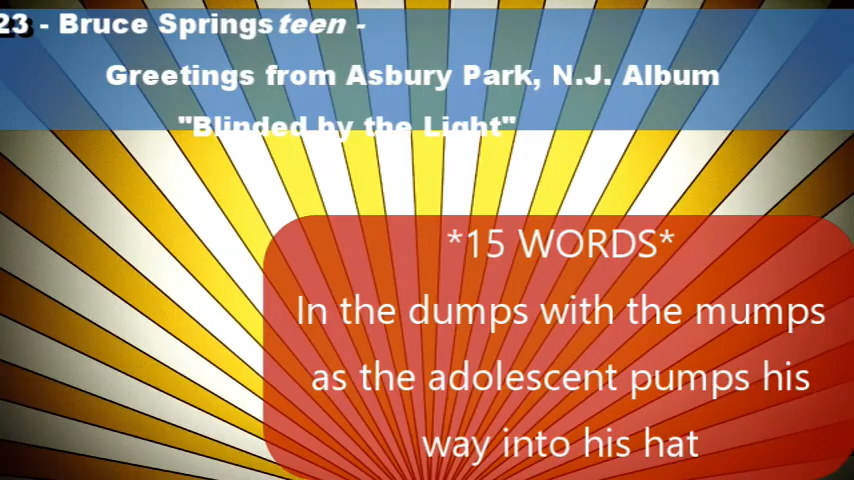 23 - Bruce Springsteen -
Greetings from Asbury Park, N.J. Album
"Blinded by the Light"
*15 WORDS*
In the dumps with the mumps
as the adolescent pumps his
way into his hat